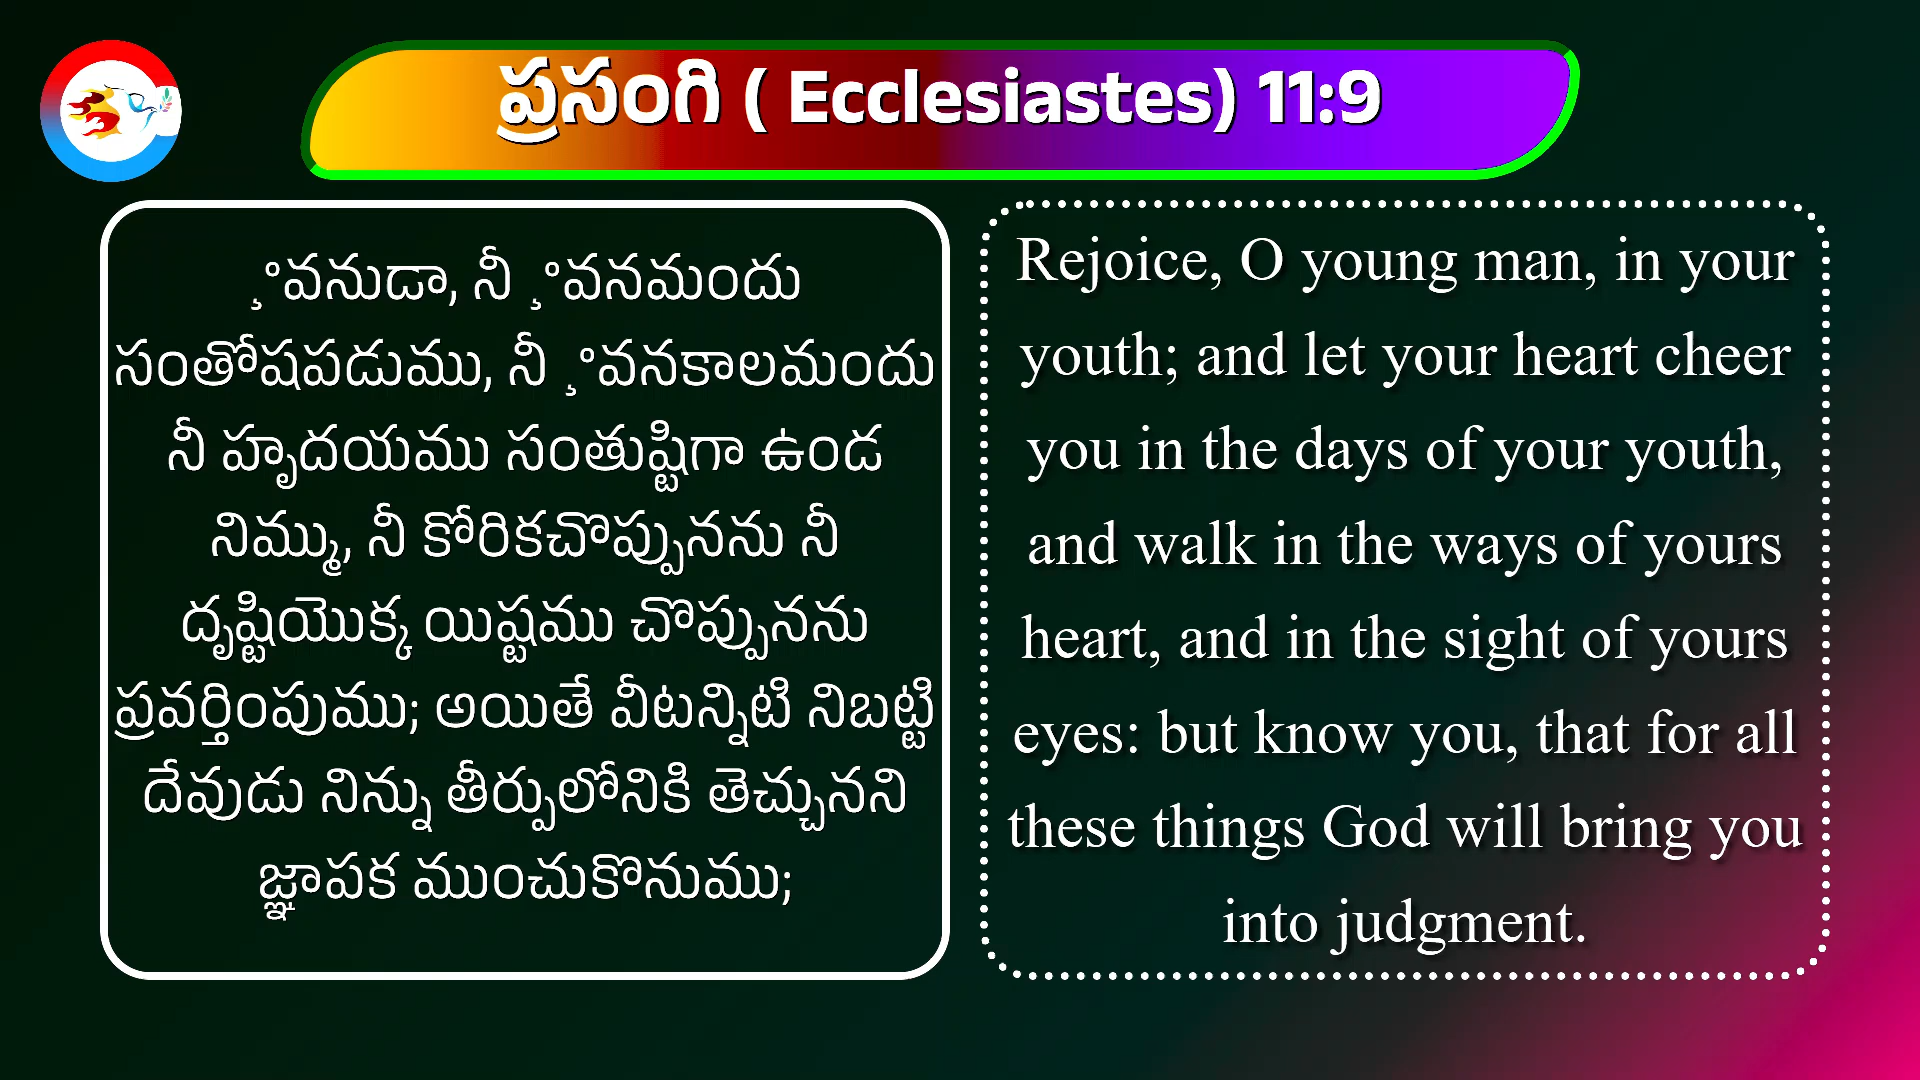 ప్రసంగి ( Ecclesiastes) 11:9
¸°వనుడా, నీ ¸°వనమందు
సంతోషపడుము, నీ ¸°వనకాలమందు
నీ హృదయము సంతుష్టిగా ఉండ
నిమ్ము, నీ కోరికచొప్పునను నీ
దృష్టియొక్క యిష్టము చొప్పునను
ప్రవర్తింపుము; అయితే వీటన్నిటి నిబట్టి
దేవుడు నిన్ను తీర్పులోనికి తెచ్చునని
జ్ఞాపక ముంచుకొనుము;
Rejoice, O young man, in your
youth; and let your heart cheer
you in the days of your youth,
and walk in the ways of yours
heart, and in the sight of yours
eyes: but know you, that for all
these things God will bring you
into judgment.